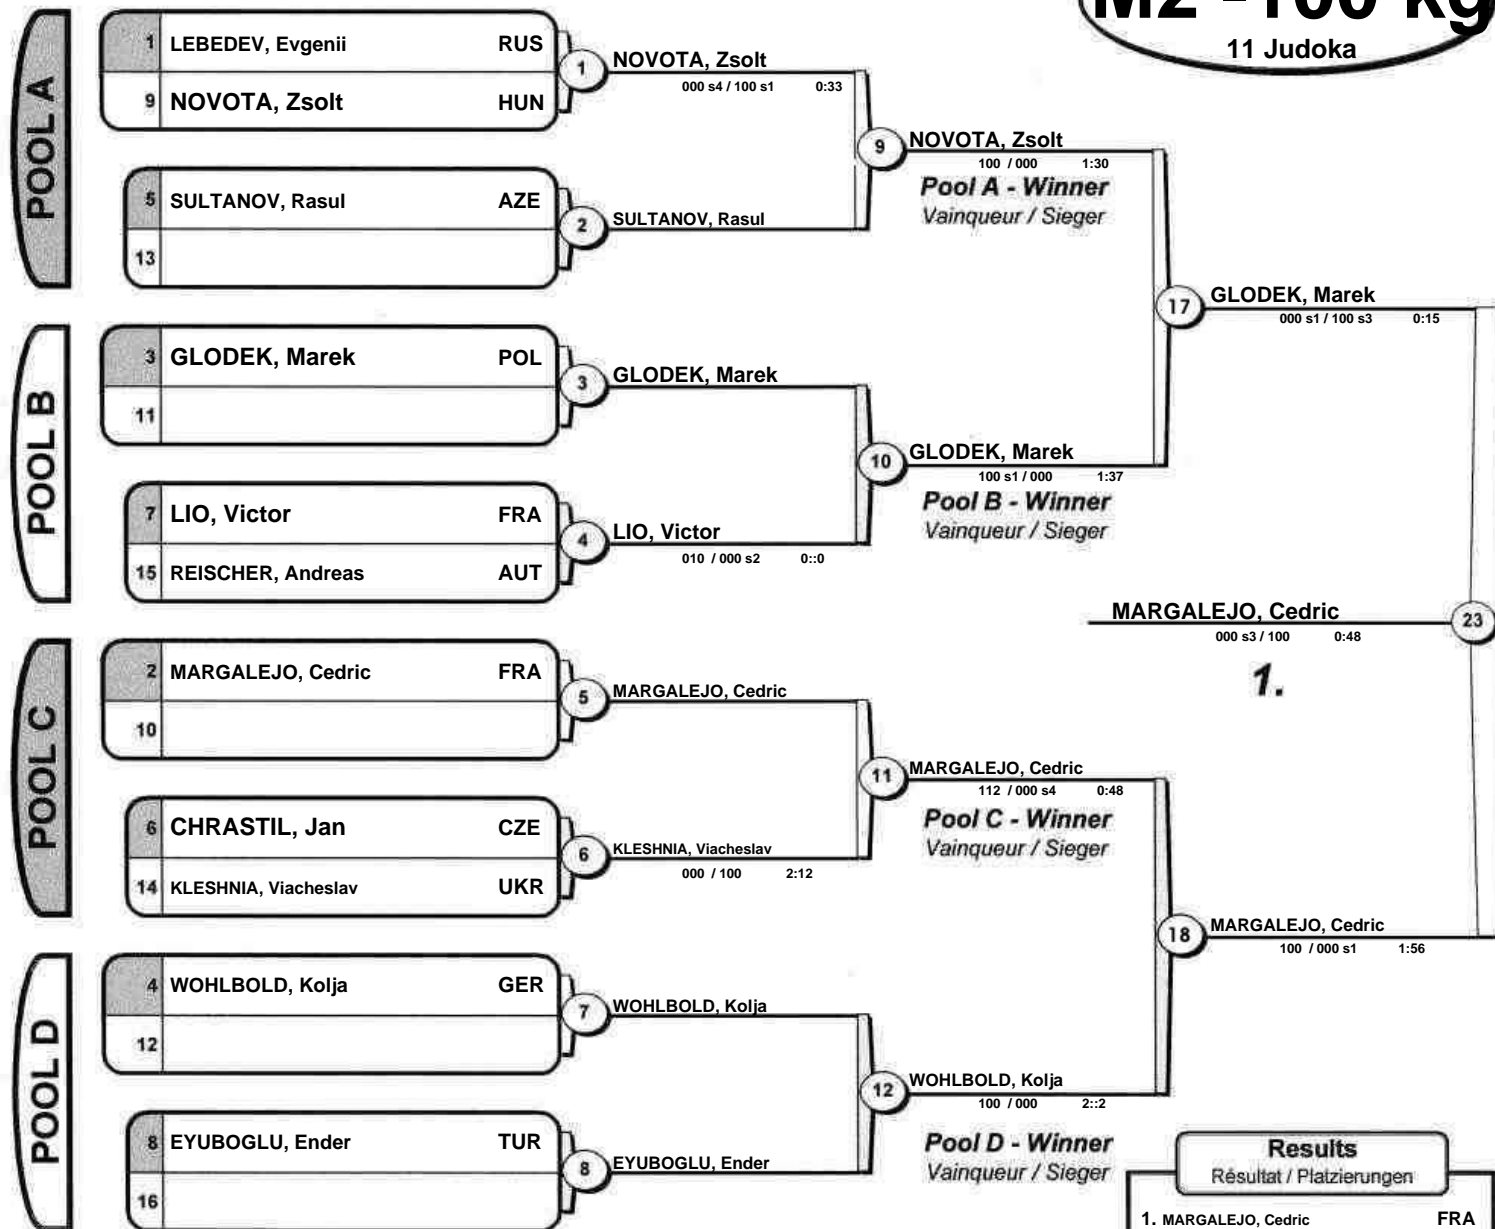 M2 -100 kg
11 Judoka
POOL A
1 LEBEDEV, Evgenii RUS
9 NOVOTA, Zsolt HUN
1
NOVOTA, Zsolt
000 s4 / 100 s1 0:33
5 SULTANOV, Rasul AZE
13
2
SULTANOV, Rasul
9
NOVOTA, Zsolt
100 / 000 1:30
Pool A - Winner
Vainqueur / Sieger
POOL B
3 GLODEK, Marek POL
11
3
GLODEK, Marek
7 LIO, Victor FRA
15 REISCHER, Andreas AUT
4
LIO, Victor
010 / 000 s2 0::0
10
GLODEK, Marek
100 s1 / 000 1:37
Pool B - Winner
Vainqueur / Sieger
17
GLODEK, Marek
000 s1 / 100 s3 0:15
MARGALEJO, Cedric
000 s3 / 100 0:48
23
1.
POOL C
2 MARGALEJO, Cedric FRA
10
5
MARGALEJO, Cedric
6 CHRASTIL, Jan CZE
14 KLESHNIA, Viacheslav UKR
6
KLESHNIA, Viacheslav
000 / 100 2:12
11
MARGALEJO, Cedric
112 / 000 s4 0:48
Pool C - Winner
Vainqueur / Sieger
18
MARGALEJO, Cedric
100 / 000 s1 1:56
POOL D
4 WOHLBOLD, Kolja GER
12
7
WOHLBOLD, Kolja
8 EYUBOGLU, Ender TUR
16
8
EYUBOGLU, Ender
12
WOHLBOLD, Kolja
100 / 000 2::2
Pool D - Winner
Vainqueur / Sieger
Results
Résultat / Platzierungen
1. MARGALEJO, Cedric FRA